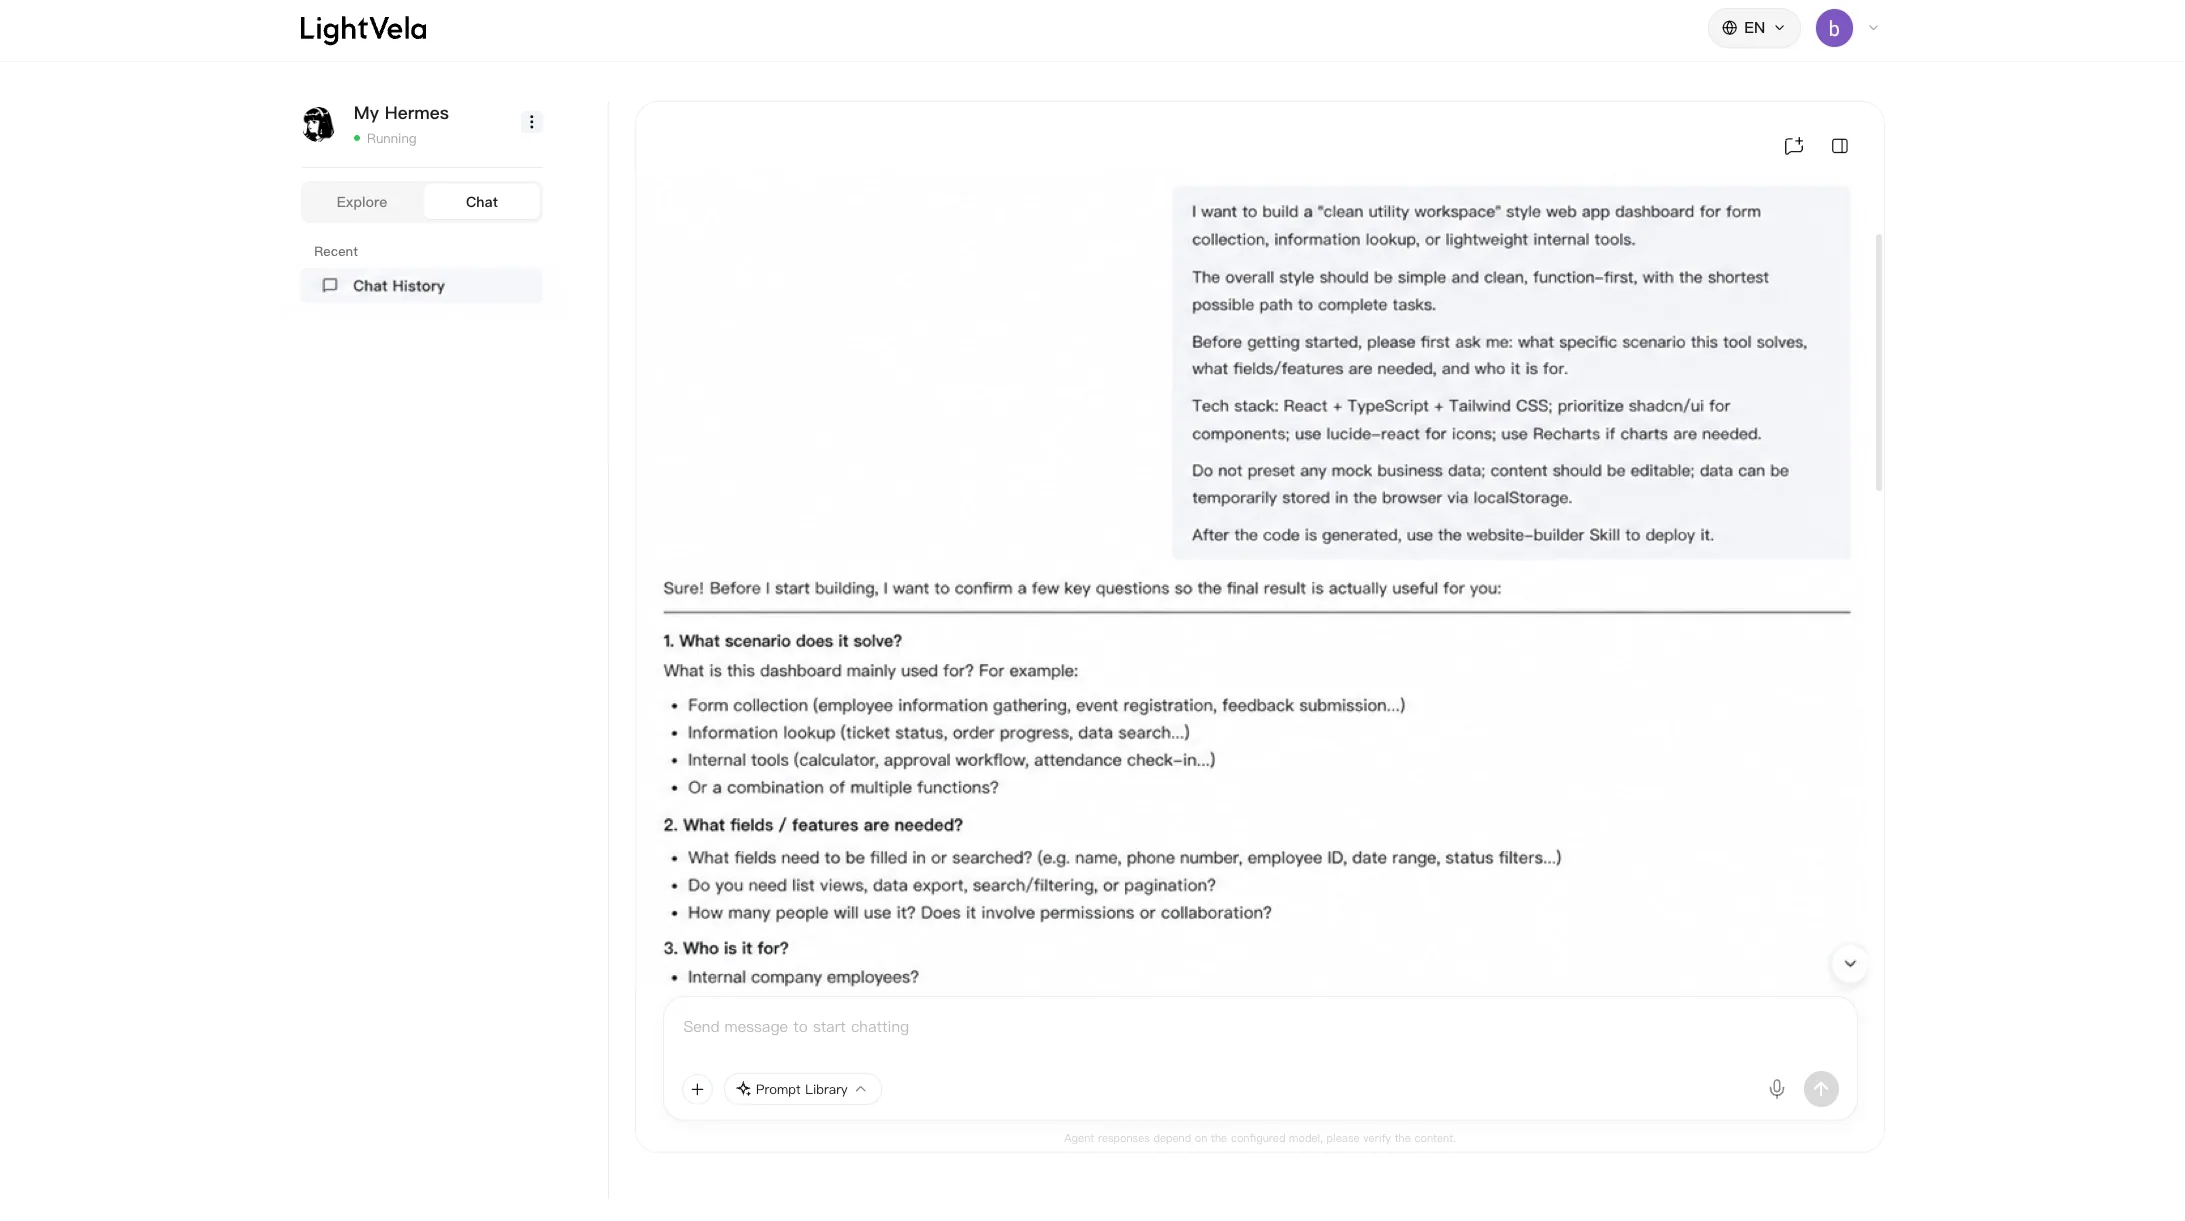 LightVela
EN
b
My Hermes
Running
Explore
Chat
Recent
Chat History
I want to build a "clean utility workspace" style web app dashboard for form
collection, information lookup, or lightweight internal tools.
The overall style should be simple and clean, function-first, with the shortest
possible path to complete tasks.
Before getting started, please first ask me: what specific scenario this tool solves,
what fields/features are needed, and who it is for.
Tech stack: React + TypeScript + Tailwind CSS; prioritize shadcn/ui for
components; use lucide-react for icons; use Recharts if charts are needed.
Do not preset any mock business data; content should be editable; data can be
temporarily stored in the browser via localStorage.
After the code is generated, use the website-builder Skill to deploy it.
Sure! Before I start building, I want to confirm a few key questions so the final result is actually useful for you:
1. What scenario does it solve?
What is this dashboard mainly used for? For example:
• Form collection (employee information gathering, event registration, feedback submission...)
• Information lookup (ticket status, order progress, data search...)
• Internal tools (calculator, approval workflow, attendance check-in...)
• Or a combination of multiple functions?
2. What fields / features are needed?
• What fields need to be filled in or searched? (e.g. name, phone number, employee ID, date range, status filters...)
• Do you need list views, data export, search/filtering, or pagination?
• How many people will use it? Does it involve permissions or collaboration?
3. Who is it for?
• Internal company employees?
Send message to start chatting
Prompt Library
Agent responses depend on the configured model, please verify the content.